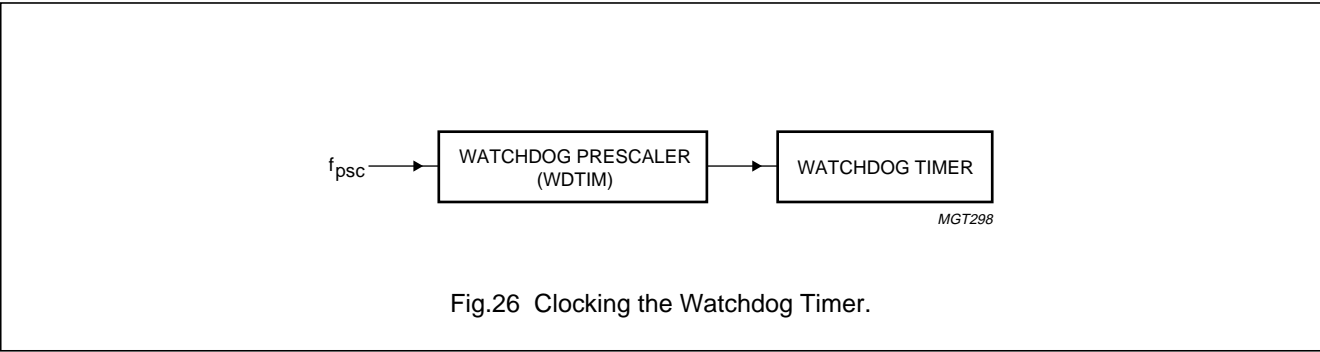 fpsc
WATCHDOG PRESCALER
(WDTIM)
WATCHDOG TIMER
MGT298
Fig.26 Clocking the Watchdog Timer.